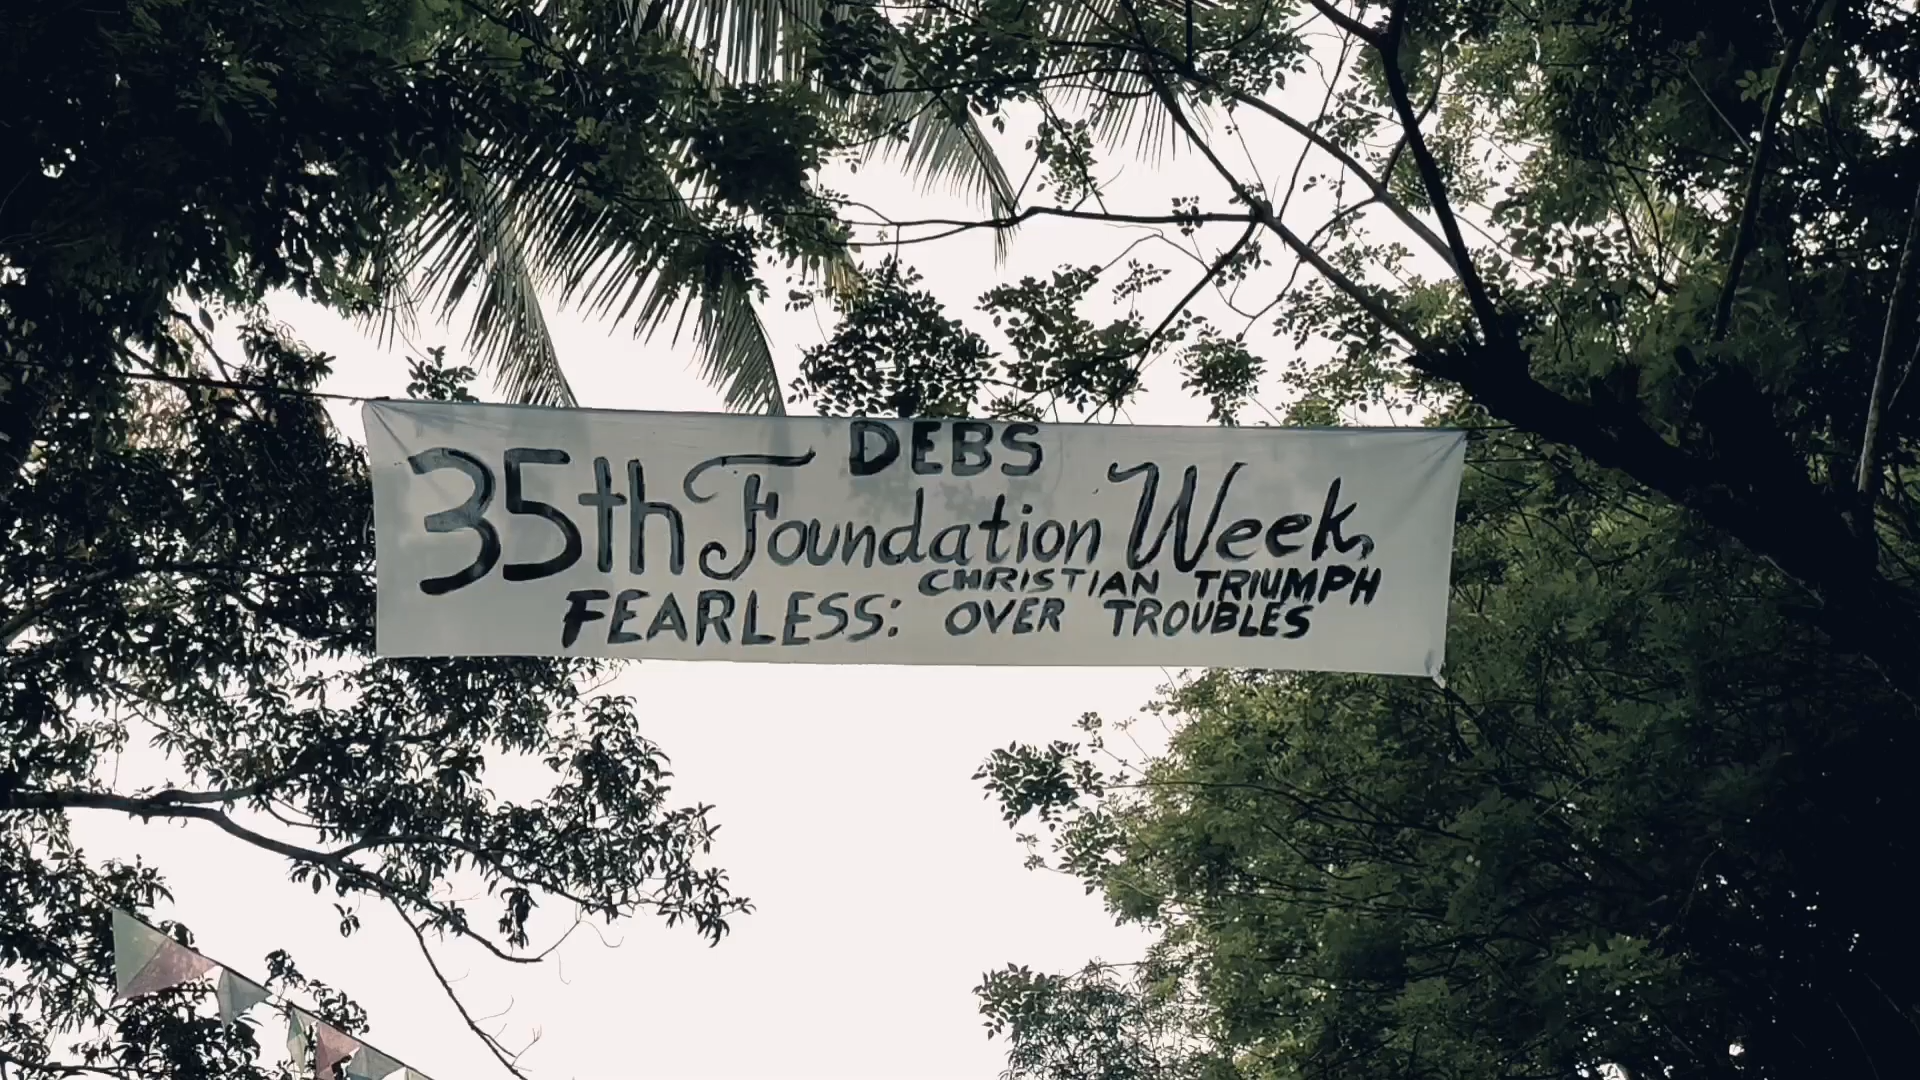 DEBS
35th Foundation Week
FEARLESS: CHRISTIAN TRIUMPH
OVER TROUBLES